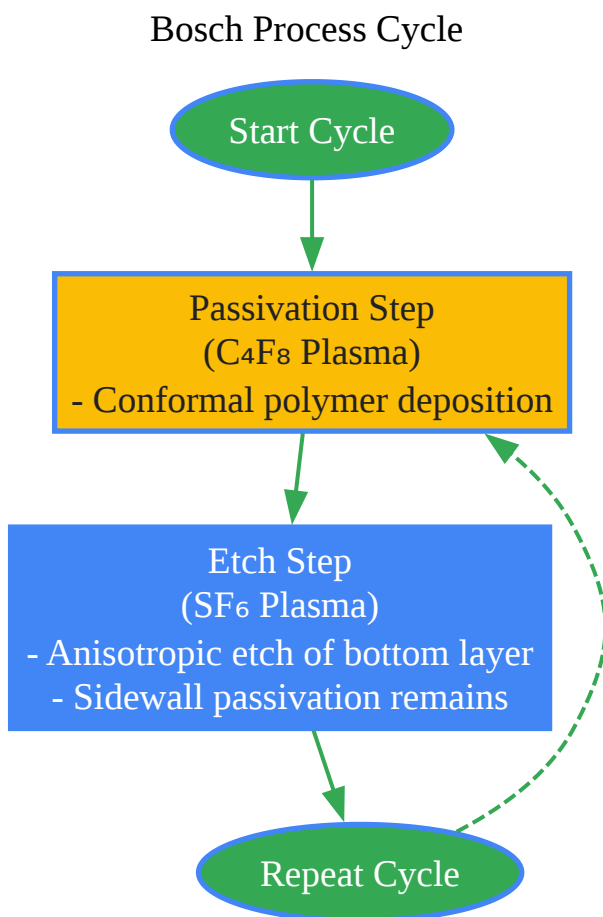 Bosch Process Cycle
Start Cycle
Passivation Step
(C₄F₈ Plasma)
- Conformal polymer deposition
Etch Step
(SF₆ Plasma)
- Anisotropic etch of bottom layer
- Sidewall passivation remains
Repeat Cycle